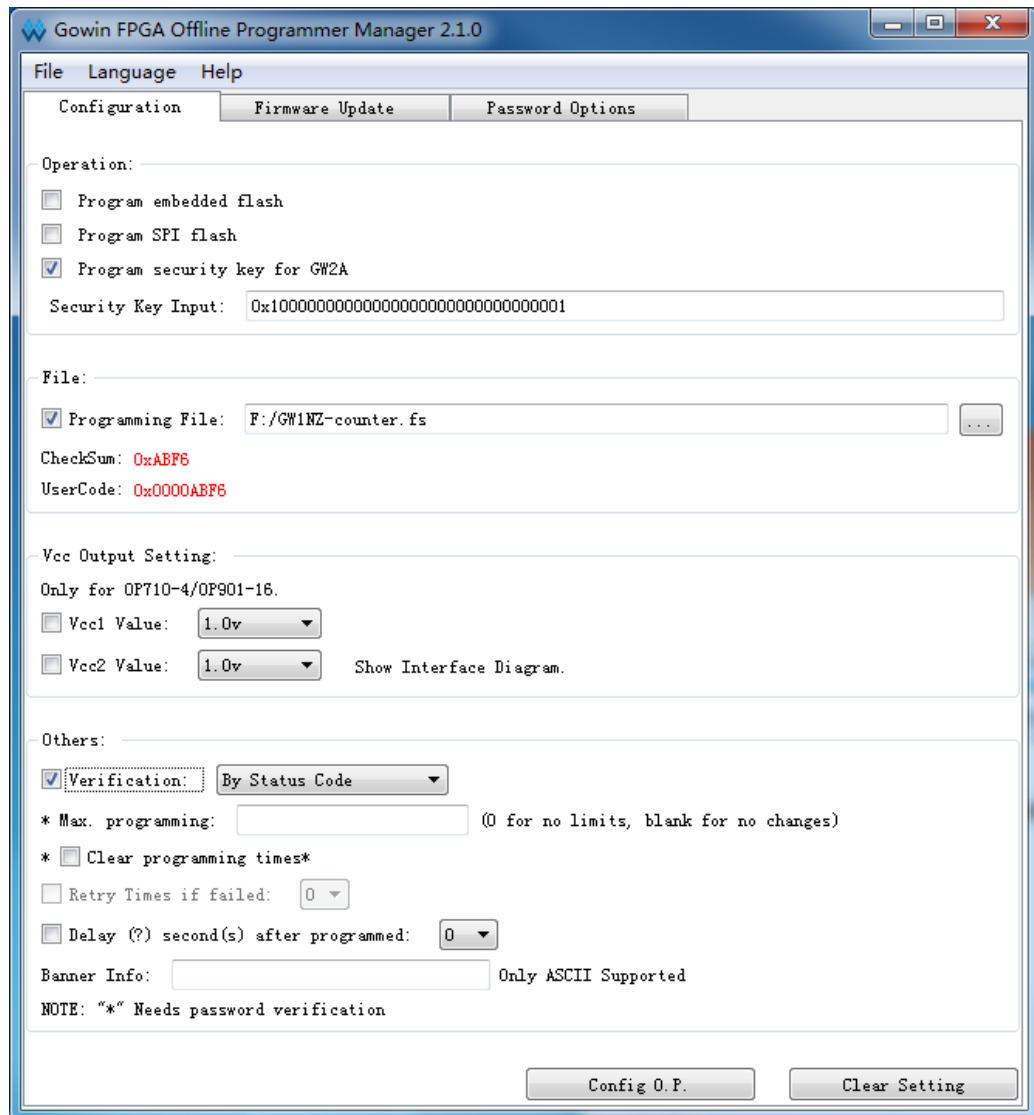 Gowin FPGA Offline Programmer Manager 2.1.0
File Language Help
Configuration Firmware Update Password Options
Operation:
Program embedded flash
Program SPI flash
Program security key for GW2A
Security Key Input: 0x10000000000000000000000000000001
File:
Programming File: F:/GW1NZ-counter.fs ...
CheckSum: 0xABF6
UserCode: 0x0000ABF6
Vcc Output Setting:
Only for OP710-4/OP901-16.
Vcc1 Value: 1.0v
Vcc2 Value: 1.0v Show Interface Diagram.
Others:
Verification: By Status Code
* Max. programming: (0 for no limits, blank for no changes)
* Clear programming times*
Retry Times if failed: 0
Delay (?) second(s) after programmed: 0
Banner Info: Only ASCII Supported
NOTE: "*" Needs password verification
Config O.P. Clear Setting